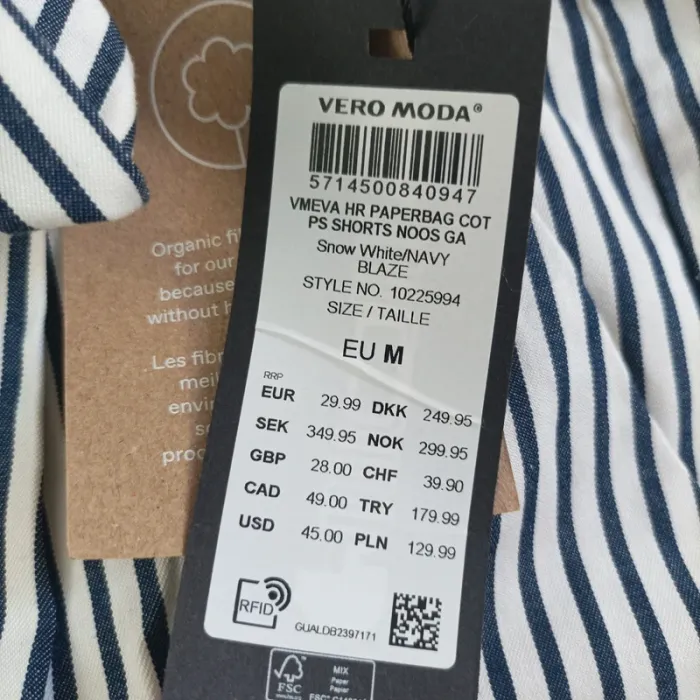 Organic
for our
because
without
Les
VERO MODA®
5714500840947
VMEVA HR PAPERBAG COT
PS SHORTS NOOS GA
Snow White/NAVY
BLAZE
STYLE NO. 10225994
SIZE / TAILLE
EU M
RRP
EUR 29.99 DKK 249.95
SEK 349.95 NOK 299.95
GBP 28.00 CHF 39.90
CAD 49.00 TRY 179.99
USD 45.00 PLN 129.99
RFID
GUALDB2397171
FSC
MIX
Paper
Papier